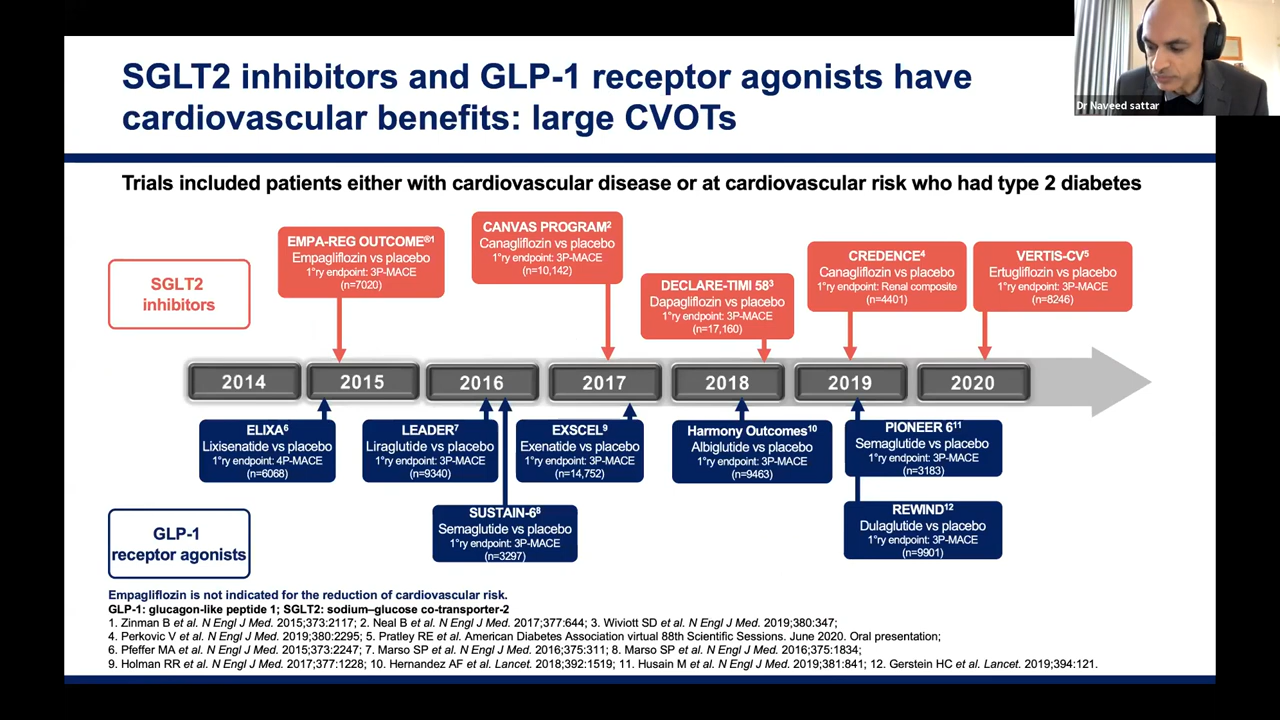 SGLT2 inhibitors and GLP-1 receptor agonists have
cardiovascular benefits: large CVOTs
Dr Naveed sattar
Trials included patients either with cardiovascular disease or at cardiovascular risk who had type 2 diabetes
SGLT2
inhibitors
EMPA-REG OUTCOME®1
Empagliflozin vs placebo
1°ry endpoint: 3P-MACE
(n=7020)
CANVAS PROGRAM2
Canagliflozin vs placebo
1°ry endpoint: 3P-MACE
(n=10,142)
DECLARE-TIMI 583
Dapagliflozin vs placebo
1°ry endpoint: 3P-MACE
(n=17,160)
CREDENCE4
Canagliflozin vs placebo
1°ry endpoint: Renal composite
(n=4401)
VERTIS-CV5
Ertugliflozin vs placebo
1°ry endpoint: 3P-MACE
(n=8246)
2014
2015
2016
2017
2018
2019
2020
ELIXA6
Lixisenatide vs placebo
1°ry endpoint: 4P-MACE
(n=6068)
LEADER7
Liraglutide vs placebo
1°ry endpoint: 3P-MACE
(n=9340)
SUSTAIN-68
Semaglutide vs placebo
1°ry endpoint: 3P-MACE
(n=3297)
EXSCEL9
Exenatide vs placebo
1°ry endpoint: 3P-MACE
(n=14,752)
Harmony Outcomes10
Albiglutide vs placebo
1°ry endpoint: 3P-MACE
(n=9463)
PIONEER 611
Semaglutide vs placebo
1°ry endpoint: 3P-MACE
(n=3183)
REWIND12
Dulaglutide vs placebo
1°ry endpoint: 3P-MACE
(n=9901)
GLP-1
receptor agonists
Empagliflozin is not indicated for the reduction of cardiovascular risk.
GLP-1: glucagon-like peptide 1; SGLT2: sodium–glucose co-transporter-2
1. Zinman B et al. N Engl J Med. 2015;373:2117; 2. Neal B et al. N Engl J Med. 2017;377:644; 3. Wiviott SD et al. N Engl J Med. 2019;380:347;
4. Perkovic V et al. N Engl J Med. 2019;380:2295; 5. Pratley RE et al. American Diabetes Association virtual 88th Scientific Sessions. June 2020. Oral presentation;
6. Pfeffer MA et al. N Engl J Med. 2015;373:2247; 7. Marso SP et al. N Engl J Med. 2016;375:311; 8. Marso SP et al. N Engl J Med. 2016;375:1834;
9. Holman RR et al. N Engl J Med. 2017;377:1228; 10. Hernandez AF et al. Lancet. 2018;392:1519; 11. Husain M et al. N Engl J Med. 2019;381:841; 12. Gerstein HC et al. Lancet. 2019;394:121.